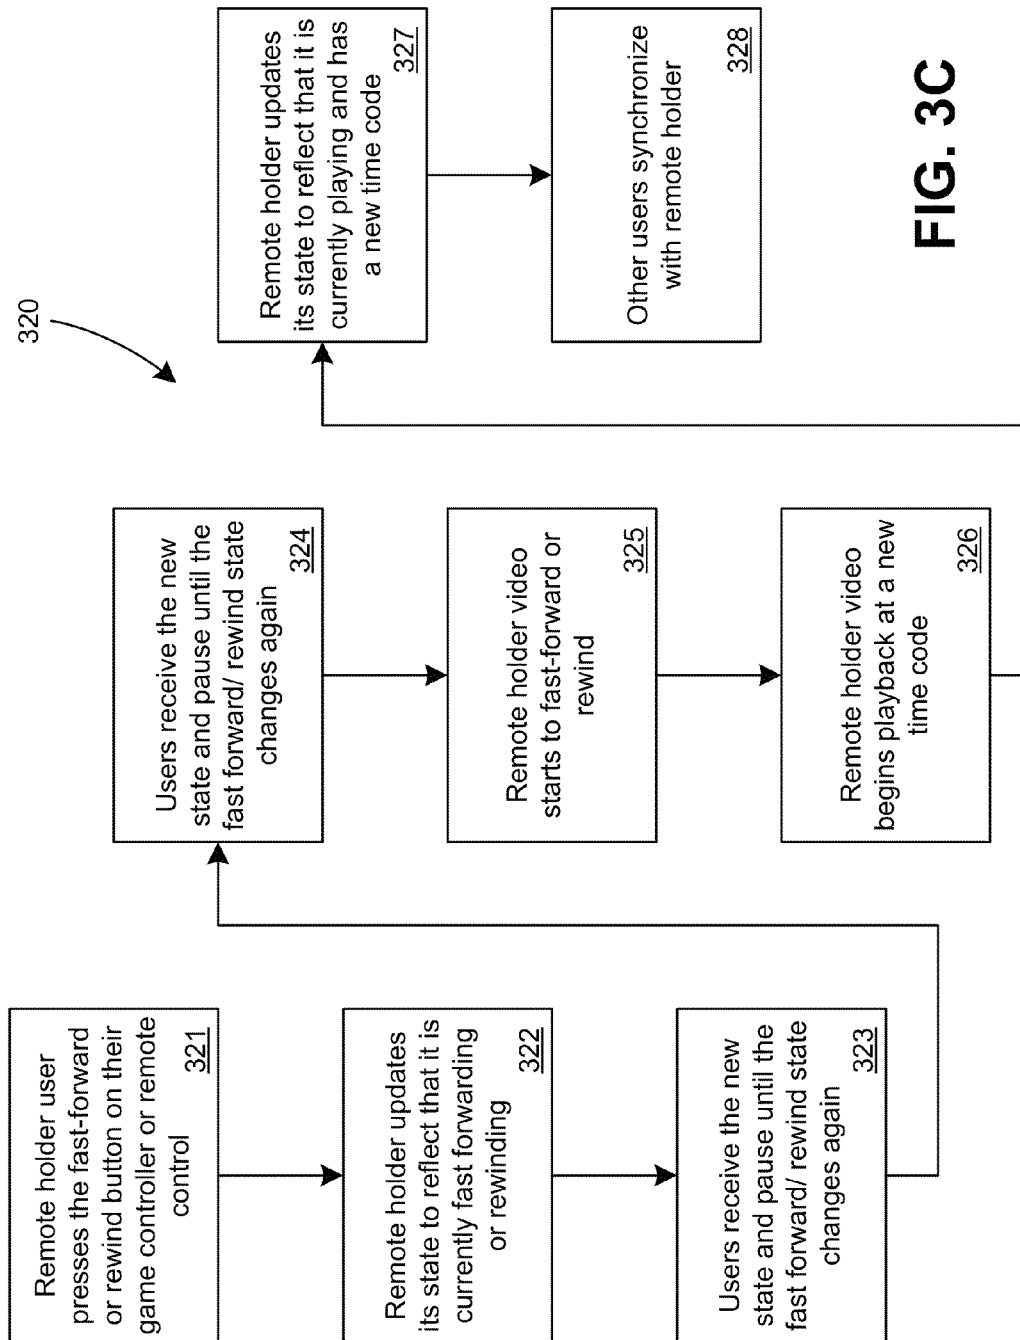 320
Remote holder user
presses the fast-forward
or rewind button on their
game controller or remote
control
321
Remote holder updates
its state to reflect that it is
currently fast forwarding
or rewinding
322
Users receive the new
state and pause until the
fast forward/ rewind state
changes again
323
Users receive the new
state and pause until the
fast forward/ rewind state
changes again
324
Remote holder video
starts to fast-forward or
rewind
325
Remote holder video
begins playback at a new
time code
326
Remote holder updates
its state to reflect that it is
currently playing and has
a new time code
327
Other users synchronize
with remote holder
328
FIG. 3C